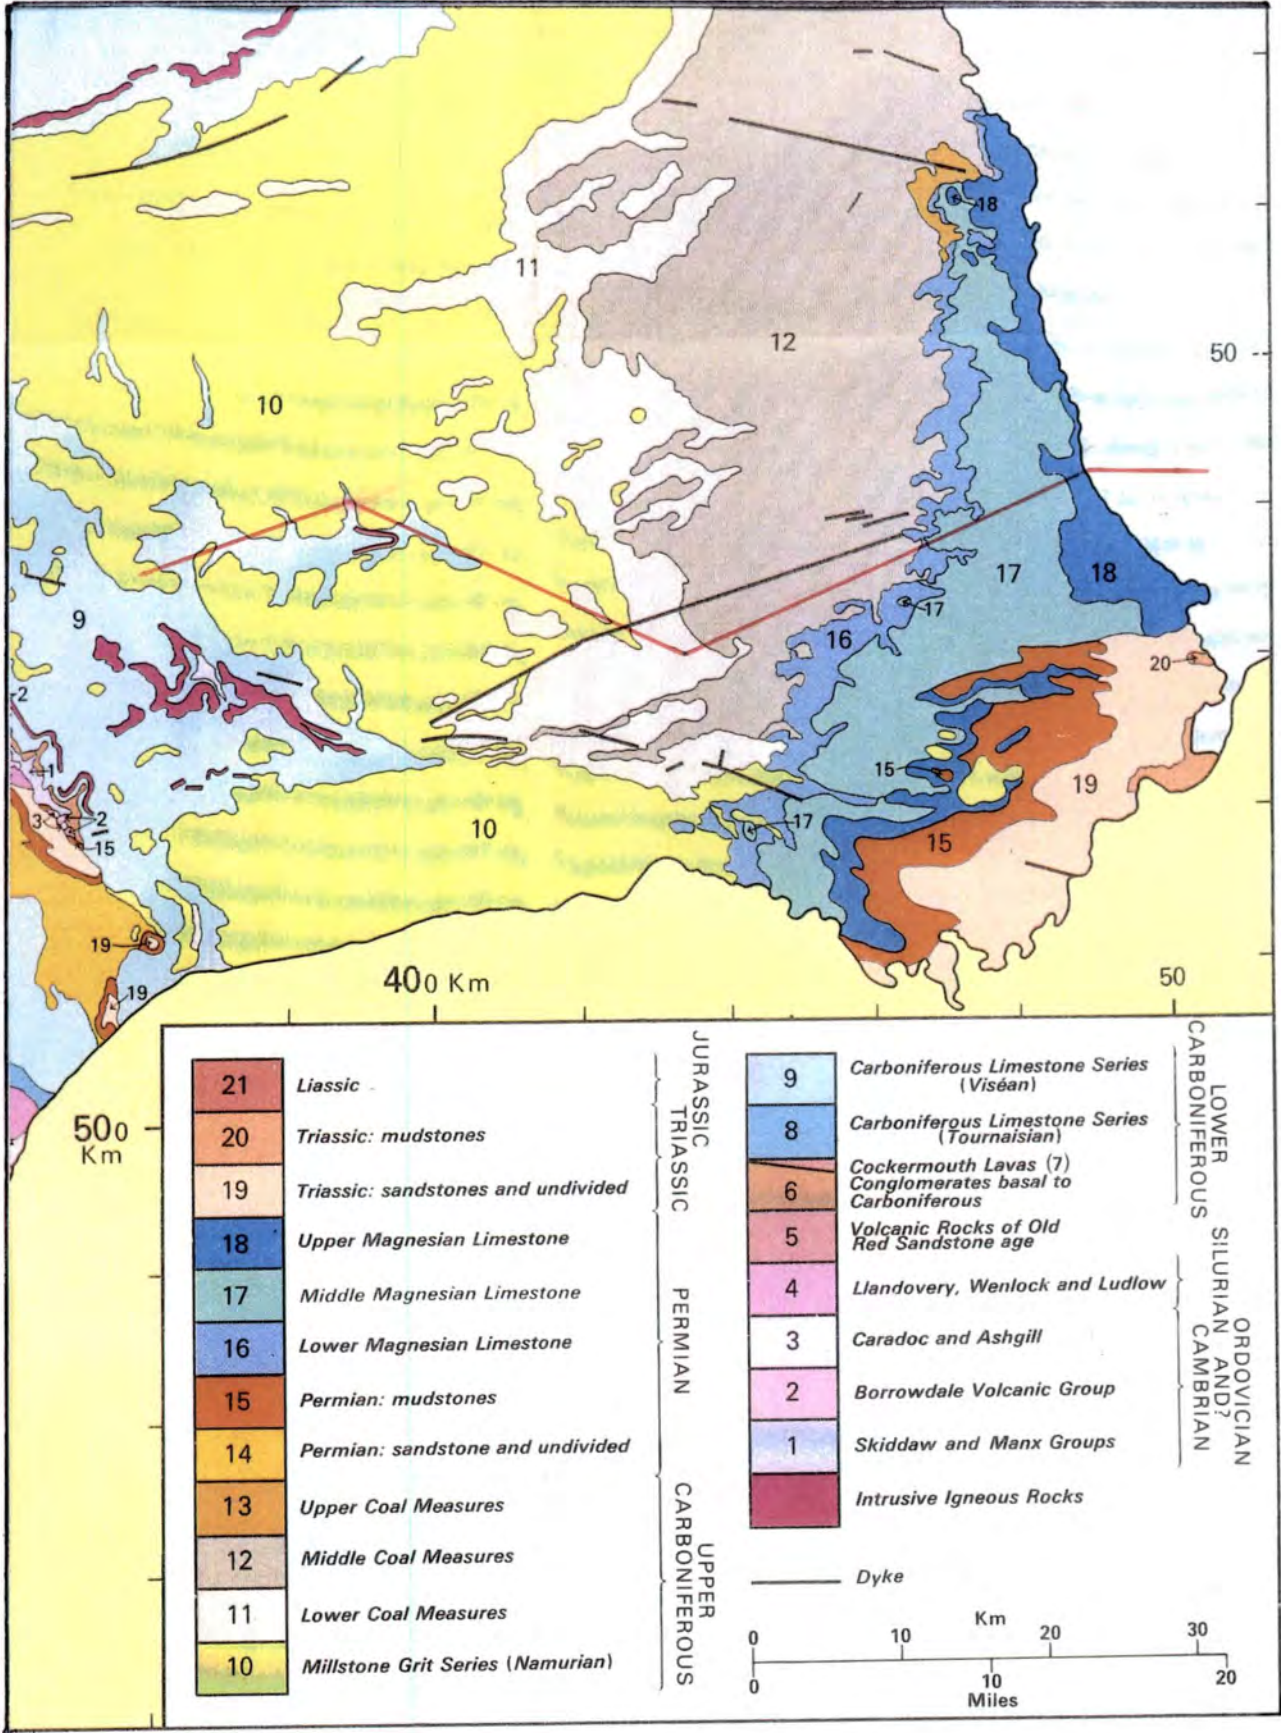 18
11
12
50
10
17
18
17
9
16
20
2
15
1
19
3
2
17
15
10
15
19
400 Km
50
19
500
Km
21 Liassic
20 Triassic: mudstones
19 Triassic: sandstones and undivided
18 Upper Magnesian Limestone
17 Middle Magnesian Limestone
16 Lower Magnesian Limestone
15 Permian: mudstones
14 Permian: sandstone and undivided
13 Upper Coal Measures
12 Middle Coal Measures
11 Lower Coal Measures
10 Millstone Grit Series (Namurian)
JURASSIC
TRIASSIC
PERMIAN
UPPER
CARBONIFEROUS
9 Carboniferous Limestone Series
(Viséan)
8 Carboniferous Limestone Series
(Tournaisian)
Cockermouth Lavas (7)
6 Conglomerates basal to
Carboniferous
5 Volcanic Rocks of Old
Red Sandstone age
4 Llandovery, Wenlock and Ludlow
3 Caradoc and Ashgill
2 Borrowdale Volcanic Group
1 Skiddaw and Manx Groups
Intrusive Igneous Rocks
LOWER
CARBONIFEROUS
SILURIAN
ORDOVICIAN
AND?
CAMBRIAN
Dyke
Km
0 10 20 30
0 10 20
Miles